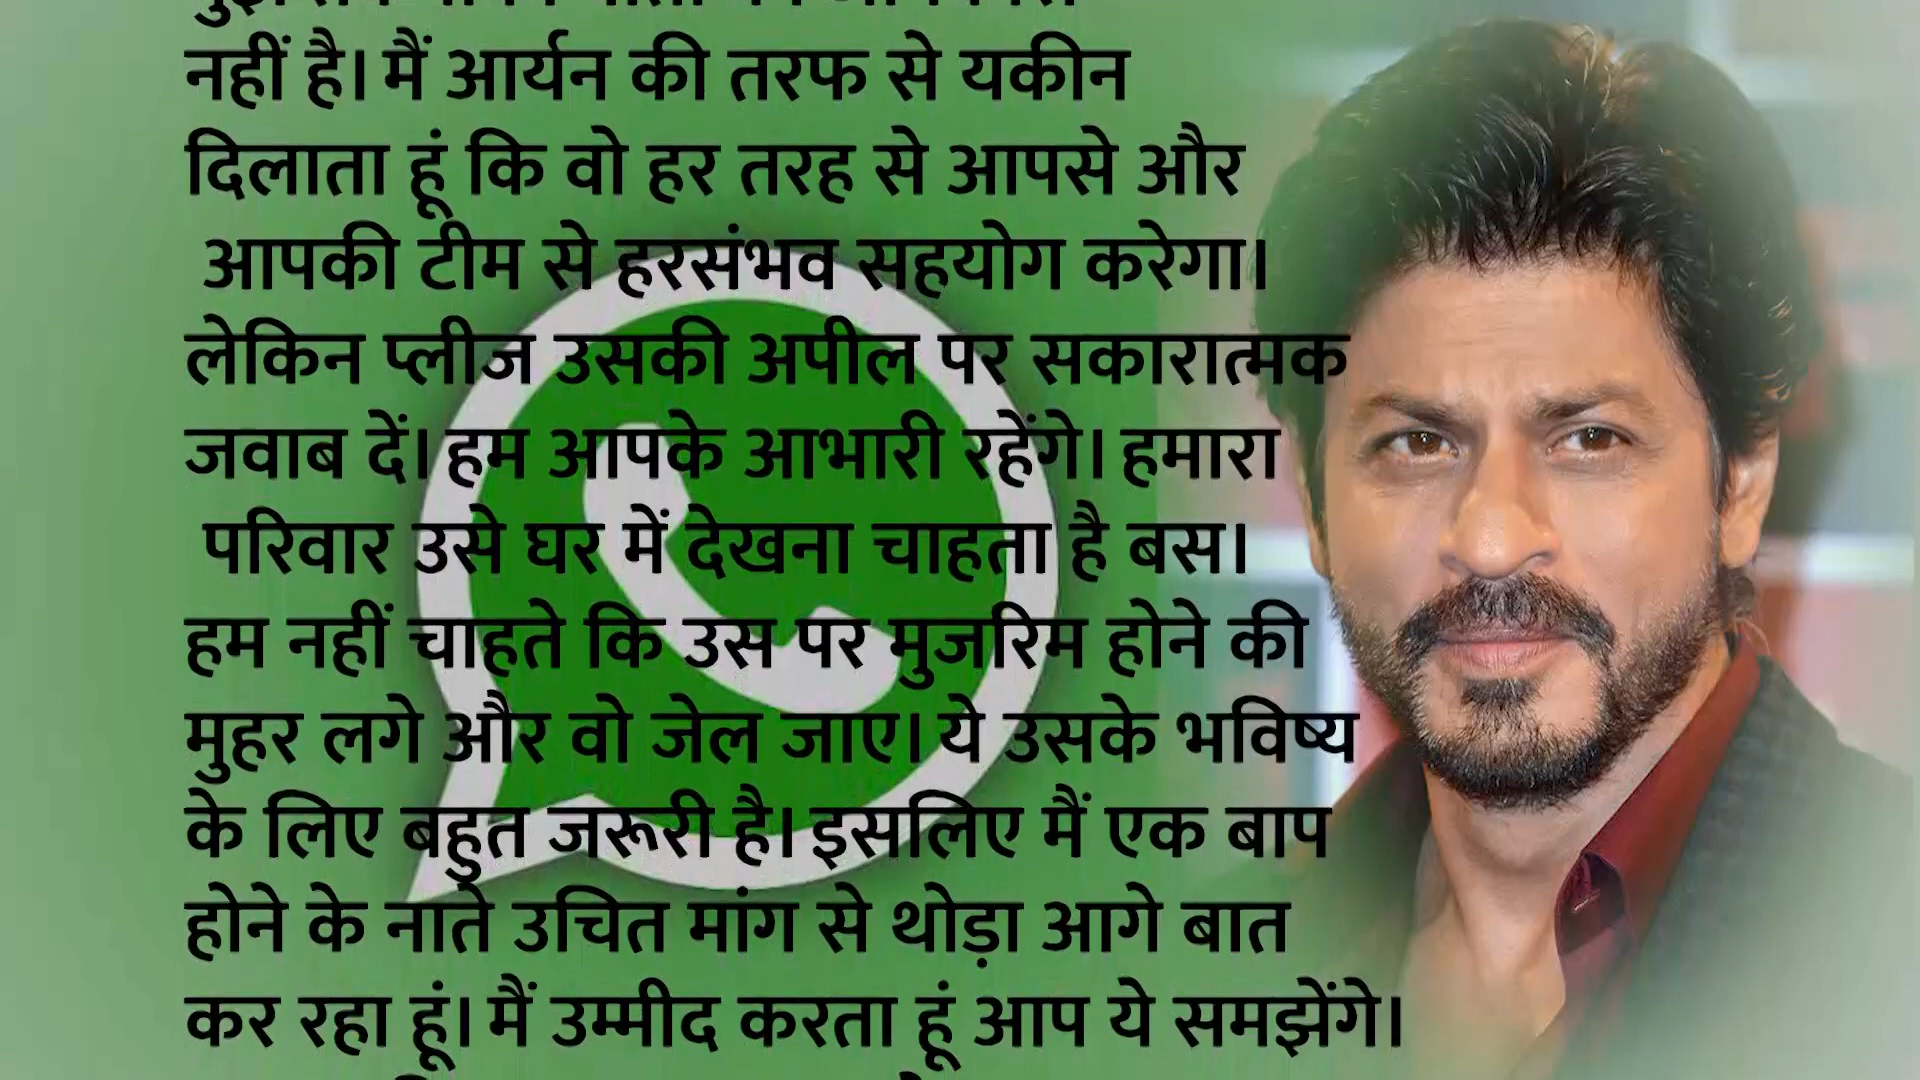 नहीं है। मैं आर्यन की तरफ से यकीन
दिलाता हूं कि वो हर तरह से आपसे और
आपकी टीम से हरसंभव सहयोग करेगा।
लेकिन प्लीज उसकी अपील पर सकारात्मक
जवाब दें। हम आपके आभारी रहेंगे। हमारा
परिवार उसे घर में देखना चाहता है बस।
हम नहीं चाहते कि उस पर मुजरिम होने की
मुहर लगे और वो जेल जाए। ये उसके भविष्य
के लिए बहुत जरूरी है। इसलिए मैं एक बाप
होने के नाते उचित मांग से थोड़ा आगे बात
कर रहा हूं। मैं उम्मीद करता हूं आप ये समझेंगे।